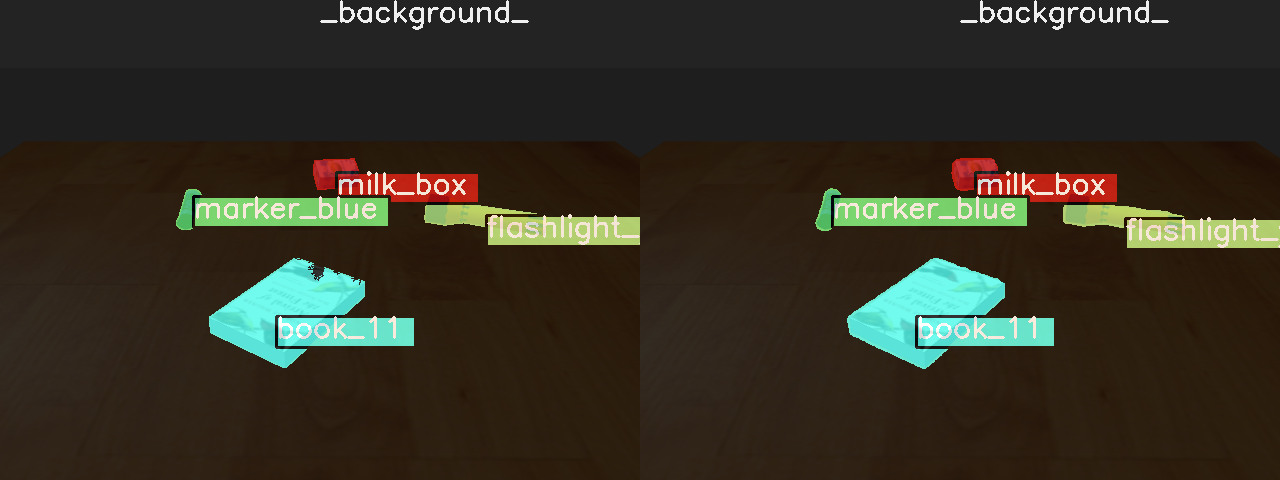 _background_
_background_
milk_box
milk_box
marker_blue
marker_blue
flashlight_
flashlight_
book_11
book_11